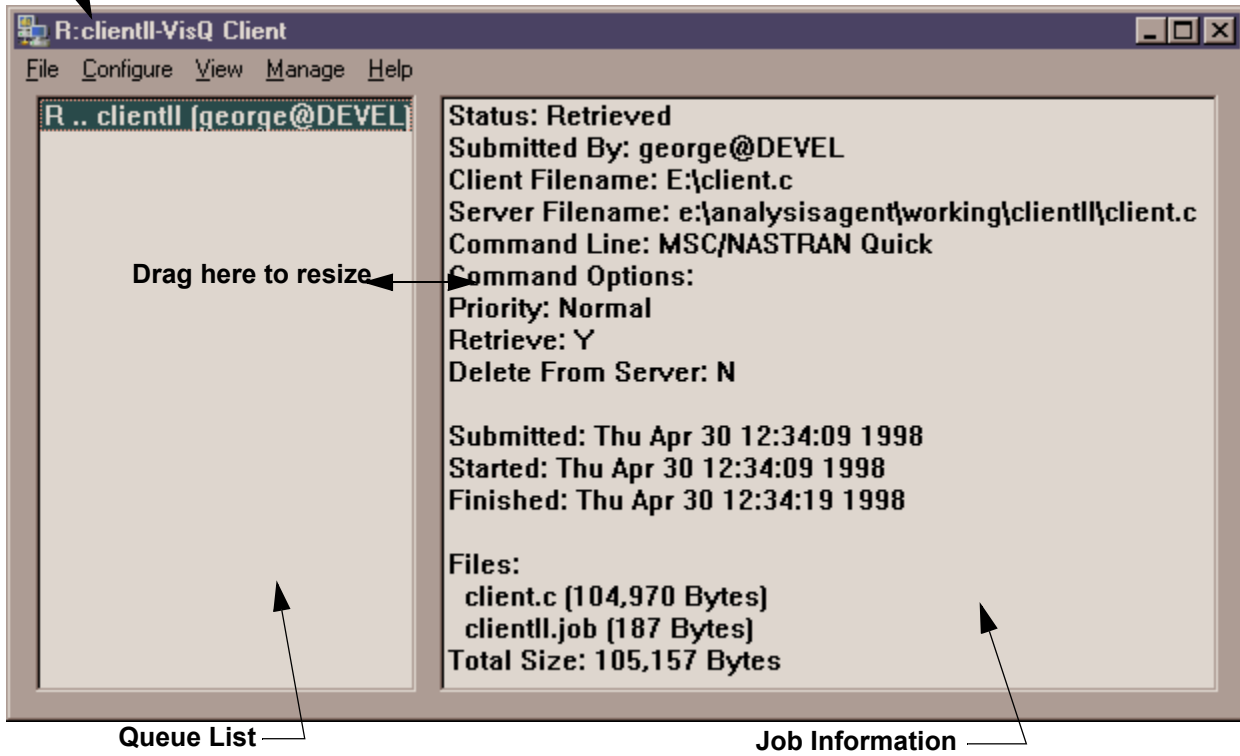 R:clientll-VisQ Client
File Configure View Manage Help
R .. clientll (george@DEVEL)
Status: Retrieved
Submitted By: george@DEVEL
Client Filename: E:\client.c
Server Filename: e:\analysisagent\working\clientll\client.c
Command Line: MSC/NASTRAN Quick
Drag here to resize
Command Options:
Priority: Normal
Retrieve: Y
Delete From Server: N
Submitted: Thu Apr 30 12:34:09 1998
Started: Thu Apr 30 12:34:09 1998
Finished: Thu Apr 30 12:34:19 1998
Files:
client.c (104,970 Bytes)
clientll.job (187 Bytes)
Total Size: 105,157 Bytes
Queue List
Job Information